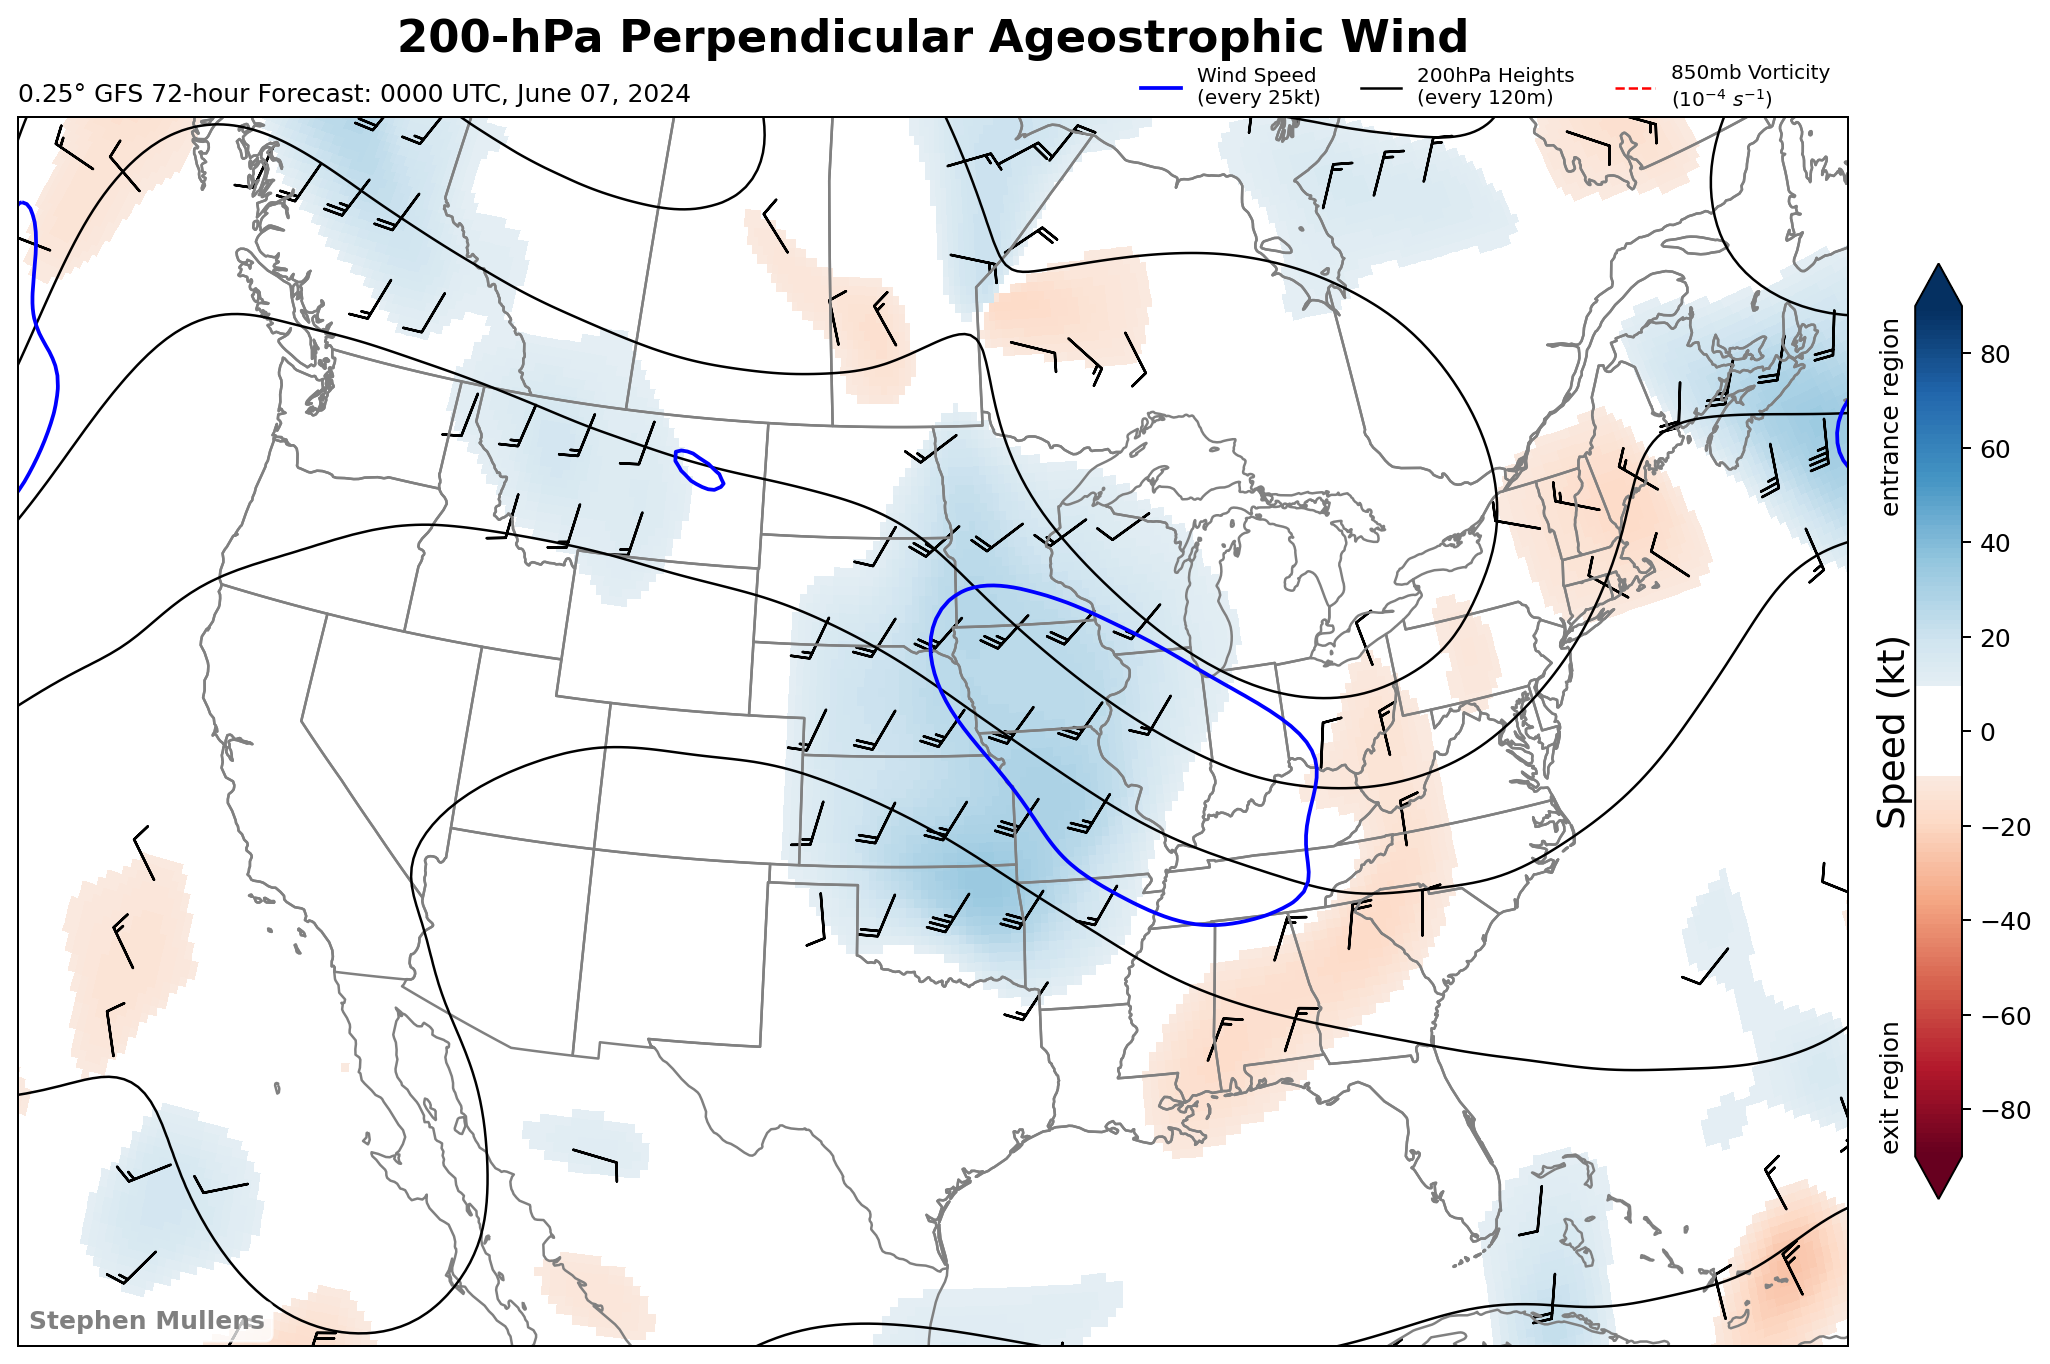 200-hPa Perpendicular Ageostrophic Wind
0.25° GFS 72-hour Forecast: 0000 UTC, June 07, 2024
Wind Speed
(every 25kt)
200hPa Heights
(every 120m)
850mb Vorticity
(10⁻⁴ s⁻¹)
entrance region
exit region
Speed (kt)
80
60
40
20
0
−20
−40
−60
−80
Stephen Mullens